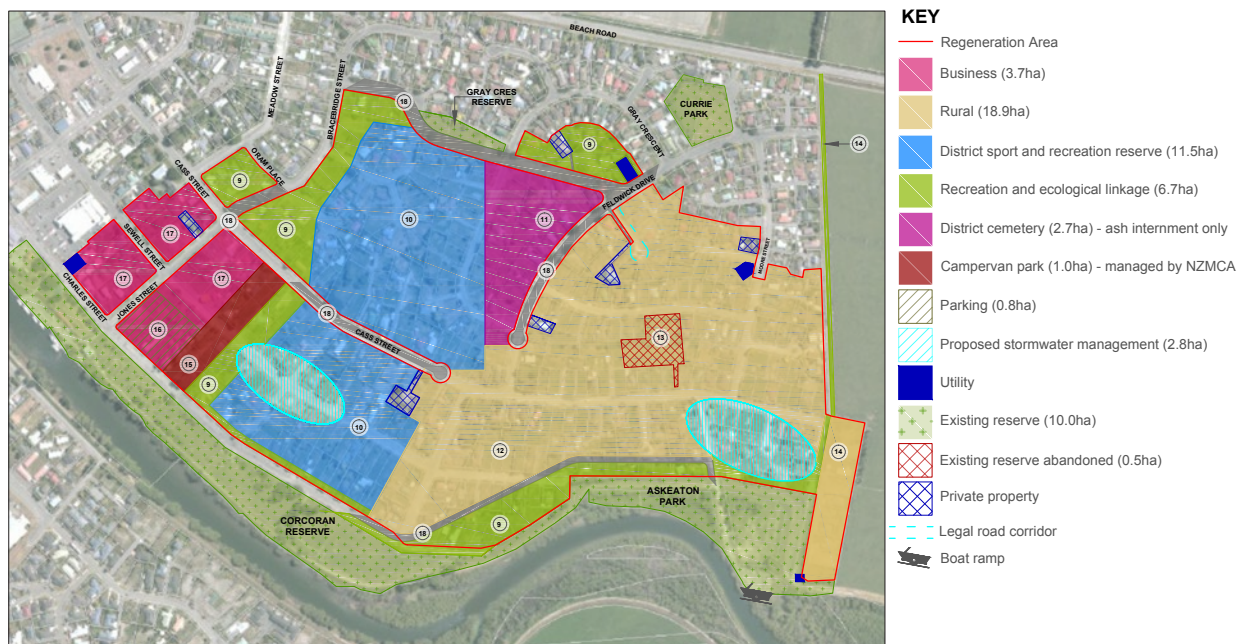 BEACH ROAD
MEADOW STREET
BRACEBRIDGE STREET
18
GRAY CRES
RESERVE
GRAY CRESCENT
CURRIE
PARK
14
9
CASS STREET
ORAM PLACE
9
FELDWICK DRIVE
10
11
18
9
17
SEWELL STREET
MOORE STREET
17
17
18
CHARLES STREET
JONES STREET
18
CASS STREET
16
13
15
9
10
12
14
CORCORAN
RESERVE
18
9
ASKEATON
PARK
KEY
Regeneration Area
Business (3.7ha)
Rural (18.9ha)
District sport and recreation reserve (11.5ha)
Recreation and ecological linkage (6.7ha)
District cemetery (2.7ha) - ash internment only
Campervan park (1.0ha) - managed by NZMCA
Parking (0.8ha)
Proposed stormwater management (2.8ha)
Utility
Existing reserve (10.0ha)
Existing reserve abandoned (0.5ha)
Private property
Legal road corridor
Boat ramp